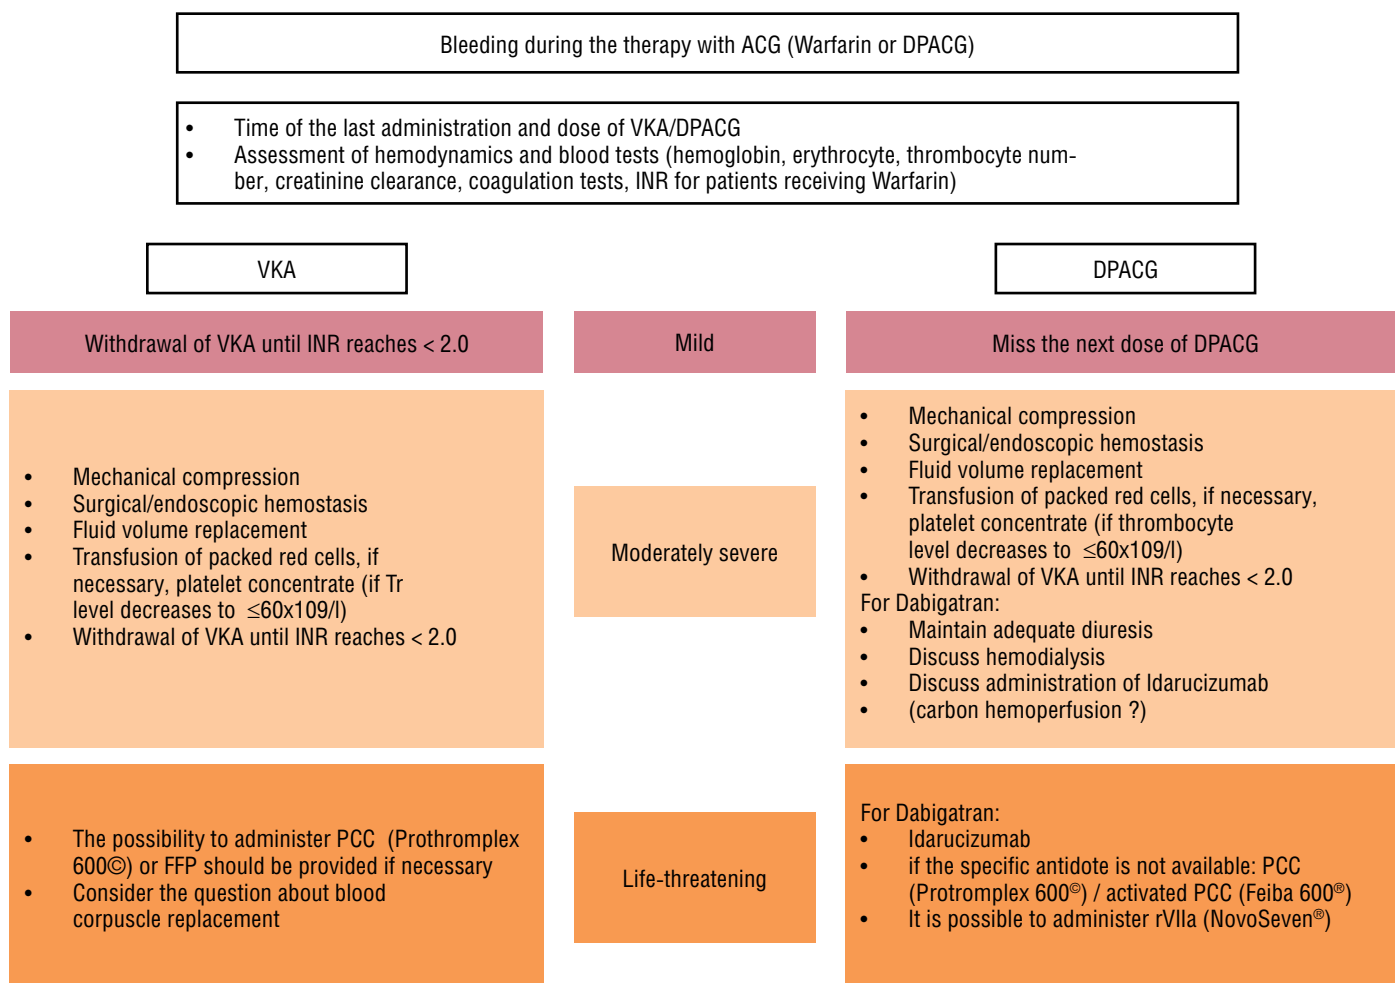 Bleeding during the therapy with ACG (Warfarin or DPACG)
• Time of the last administration and dose of VKA/DPACG
• Assessment of hemodynamics and blood tests (hemoglobin, erythrocyte, thrombocyte num-
ber, creatinine clearance, coagulation tests, INR for patients receiving Warfarin)
VKA
DPACG
Withdrawal of VKA until INR reaches < 2.0
Mild
Miss the next dose of DPACG
• Mechanical compression
• Surgical/endoscopic hemostasis
• Fluid volume replacement
• Transfusion of packed red cells, if
necessary, platelet concentrate (if Tr
level decreases to ≤60x109/l)
• Withdrawal of VKA until INR reaches < 2.0
Moderately severe
• Mechanical compression
• Surgical/endoscopic hemostasis
• Fluid volume replacement
• Transfusion of packed red cells, if necessary,
platelet concentrate (if thrombocyte
level decreases to ≤60x109/l)
• Withdrawal of VKA until INR reaches < 2.0
For Dabigatran:
• Maintain adequate diuresis
• Discuss hemodialysis
• Discuss administration of Idarucizumab
• (carbon hemoperfusion ?)
• The possibility to administer PCC (Prothromplex
600©) or FFP should be provided if necessary
• Consider the question about blood
corpuscle replacement
Life-threatening
For Dabigatran:
• Idarucizumab
• if the specific antidote is not available: PCC
(Protromplex 600©) / activated PCC (Feiba 600®)
• It is possible to administer rVIIa (NovoSeven®)